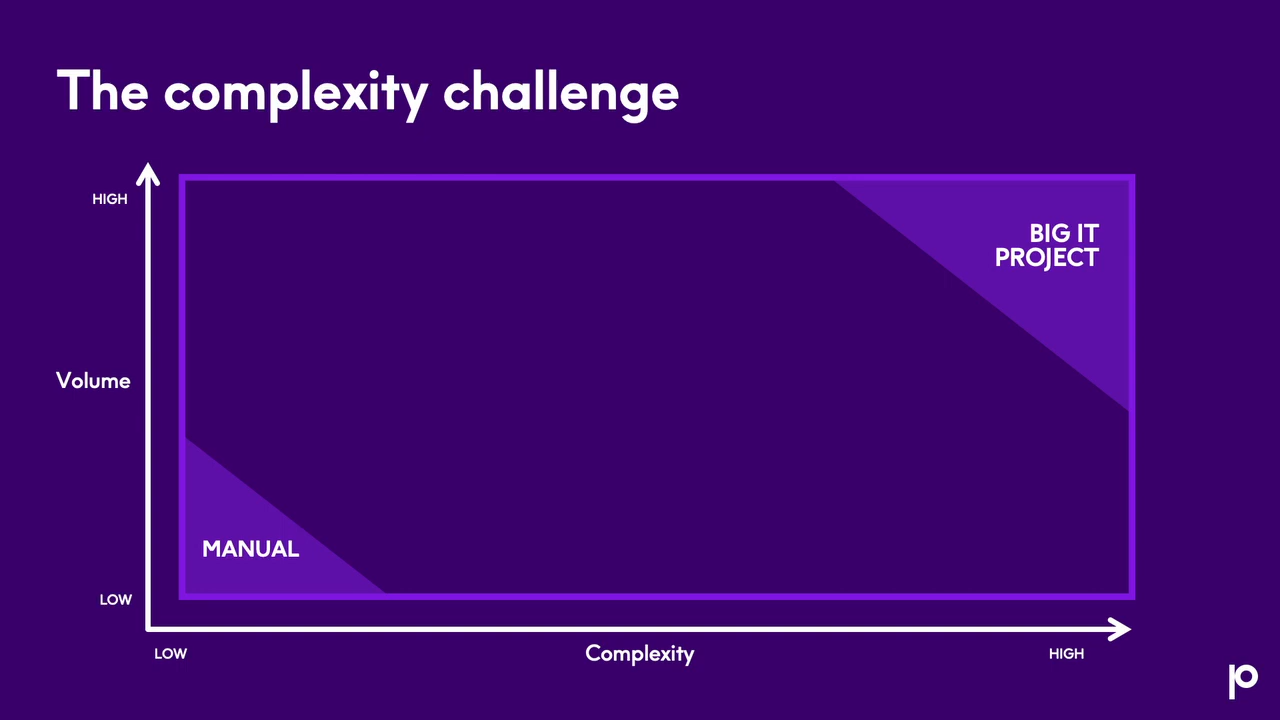 The complexity challenge
HIGH
BIG IT
PROJECT
Volume
MANUAL
LOW
LOW
Complexity
HIGH
p